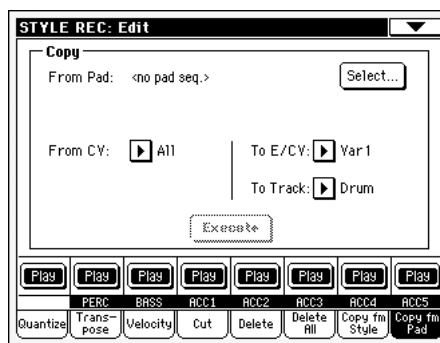 STYLE REC: Edit
Copy
From Pad: <no pad seq.> Select...
From CV: All To E/CV: Var1
To Track: Drum
Execute
Play Play Play Play Play Play Play Play
PERC BASS ACC1 ACC2 ACC3 ACC4 ACC5
Quantize Trans-pose Velocity Cut Delete Delete All Copy fm Style Copy fm Pad